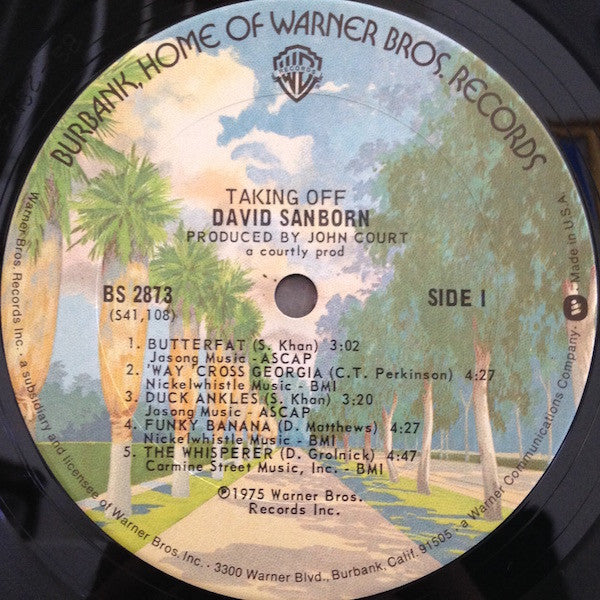 BURBANK, HOME OF WARNER BROS. RECORDS
RECORDS
TAKING OFF
DAVID SANBORN
PRODUCED BY JOHN COURT
a courtly prod
BS 2873
(S41,108)
SIDE I
1. BUTTERFAT (S. Khan) 3:02
Jasong Music - ASCAP
2. 'WAY 'CROSS GEORGIA (C.T. Perkinson) 4:27
Nickelwhistle Music - BMI
3. DUCK ANKLES (S. Khan) 3:20
Jasong Music - ASCAP
4. FUNKY BANANA (D. Matthews) 4:27
Nickelwhistle Music - BMI
5. THE WHISPERER (D. Grolnick) 4:47
Carmine Street Music, Inc. - BMI
℗1975 Warner Bros.
Records Inc.
Warner Bros. Records Inc. · a subsidiary and licensee of Warner Bros. Inc. · 3300 Warner Blvd., Burbank, Calif. 91505 · a Warner Communications Company · Made in U.S.A.